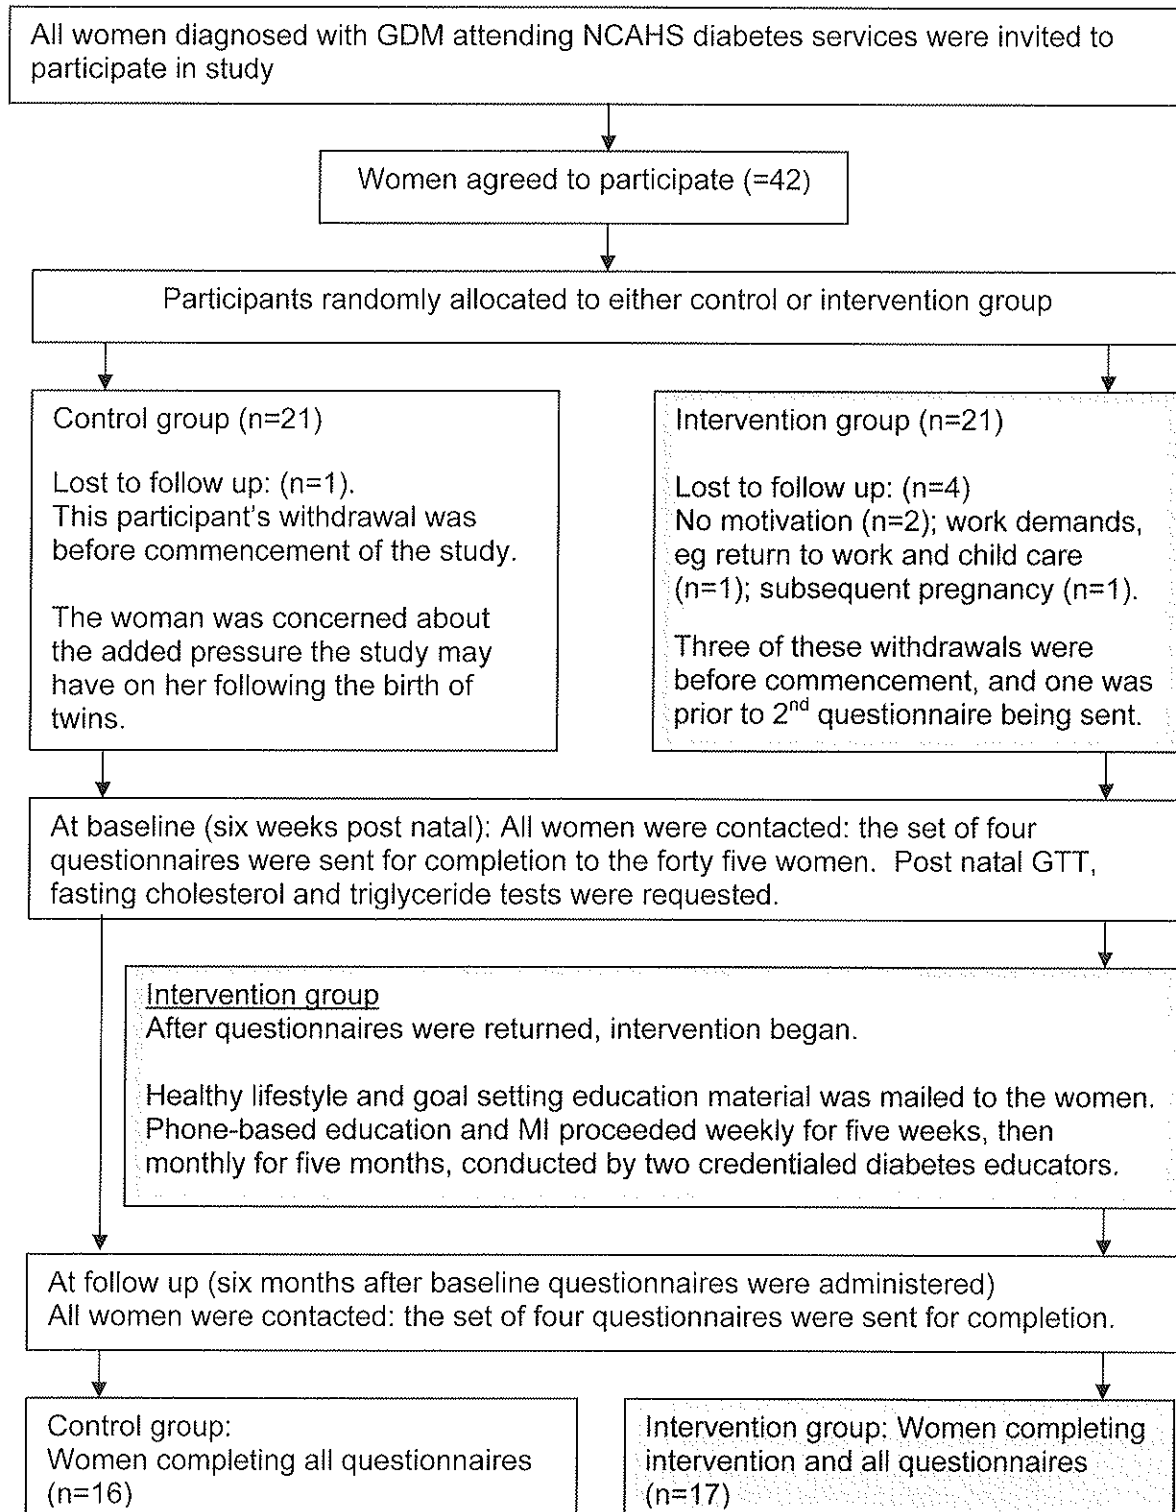 All women diagnosed with GDM attending NCAHS diabetes services were invited to
participate in study
Women agreed to participate (=42)
Participants randomly allocated to either control or intervention group
Control group (n=21)
Lost to follow up: (n=1).
This participant's withdrawal was
before commencement of the study.
The woman was concerned about
the added pressure the study may
have on her following the birth of
twins.
Intervention group (n=21)
Lost to follow up: (n=4)
No motivation (n=2); work demands,
eg return to work and child care
(n=1); subsequent pregnancy (n=1).
Three of these withdrawals were
before commencement, and one was
prior to 2nd questionnaire being sent.
At baseline (six weeks post natal): All women were contacted: the set of four
questionnaires were sent for completion to the forty five women. Post natal GTT,
fasting cholesterol and triglyceride tests were requested.
Intervention group
After questionnaires were returned, intervention began.
Healthy lifestyle and goal setting education material was mailed to the women.
Phone-based education and MI proceeded weekly for five weeks, then
monthly for five months, conducted by two credentialed diabetes educators.
At follow up (six months after baseline questionnaires were administered)
All women were contacted: the set of four questionnaires were sent for completion.
Control group:
Women completing all questionnaires
(n=16)
Intervention group: Women completing
intervention and all questionnaires
(n=17)